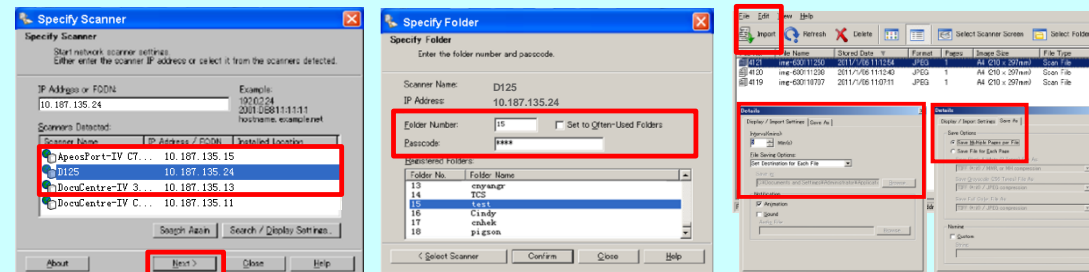 Specify Scanner
Specify Scanner
Start network scanner settings.
Either enter the scanner address or select it from the scanners detected.
IP Address or FQDN:
10.187.135.24
Example:
192.0.2.24
2001:DB8:1:1:1:1:1:1
hostname.example.net
Scanners Detected:
Scanner Name IP Address / FQDN Installed Location
ApeosPort-IV C7... 10.187.135.15
D125 10.187.135.24
DocuCentre-IV 3... 10.187.135.13
DocuCentre-IV C... 10.187.135.11
Search Again Search / Display Settings...
About Next > Close Help
Specify Folder
Specify Folder
Enter the folder number and passcode.
Scanner Name: D125
IP Address: 10.187.135.24
Folder Number: 15 Set to Often-Used Folders
Passcode: ****
Registered Folders:
Folder No. Folder Name
13 cnyangr
14 TCS
15 test
16 Cindy
17 cnhek
18 pigson
< Select Scanner Confirm Close Help
File Edit View Help
Import Refresh Delete Select Scanner Screen Select Folder
File Name Stored Date Format Pages Image Size File Type
4121 img-630111250 2011/1/06 11:12:54 JPEG 1 A4 (210 x 297mm) Scan File
4120 img-630111238 2011/1/06 11:12:40 JPEG 1 A4 (210 x 297mm) Scan File
4119 img-630110707 2011/1/06 11:07:11 JPEG 1 A4 (210 x 297mm) Scan File
Details
Display / Import Settings Save As
File Saving Options:
Set Destination for Each File
Animation
Sound
Details
Display / Import Settings Save As
Save Options
Save Multiple Pages per File
Save File for Each Page
Naming
Custom